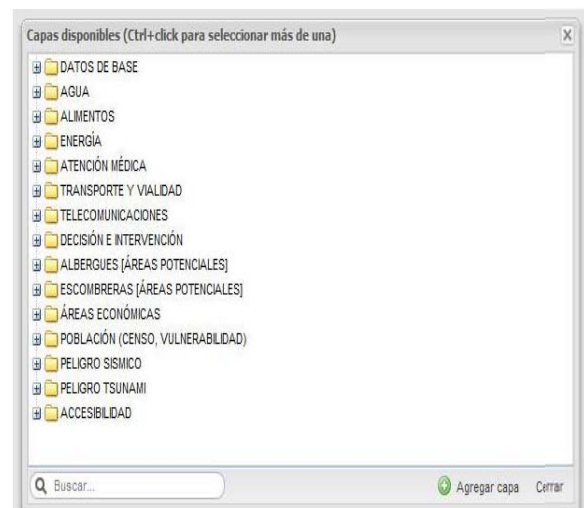 Capas disponibles (Ctrl+click para seleccionar más de una)
DATOS DE BASE
AGUA
ALIMENTOS
ENERGÍA
ATENCIÓN MÉDICA
TRANSPORTE Y VIALIDAD
TELECOMUNICACIONES
DECISIÓN E INTERVENCIÓN
ALBERGUES [ÁREAS POTENCIALES]
ESCOMBRERAS [ÁREAS POTENCIALES]
ÁREAS ECONÓMICAS
POBLACIÓN (CENSO, VULNERABILIDAD)
PELIGRO SISMICO
PELIGRO TSUNAMI
ACCESIBILIDAD
Buscar... Agregar capa Cerrar